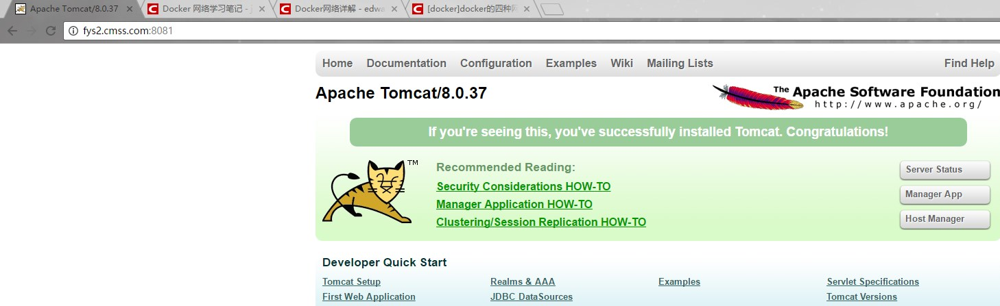 Apache Tomcat/8.0.37
Docker 网络学习笔记 - j
Docker网络详解 - edwa
[docker]docker的四种网
fys2.cmss.com:8081
Home Documentation Configuration Examples Wiki Mailing Lists Find Help
Apache Tomcat/8.0.37
The Apache Software Foundation
http://www.apache.org/
If you're seeing this, you've successfully installed Tomcat. Congratulations!
TM
Recommended Reading:
Security Considerations HOW-TO
Manager Application HOW-TO
Clustering/Session Replication HOW-TO
Server Status
Manager App
Host Manager
Developer Quick Start
Tomcat Setup Realms & AAA Examples Servlet Specifications
First Web Application JDBC DataSources Tomcat Versions